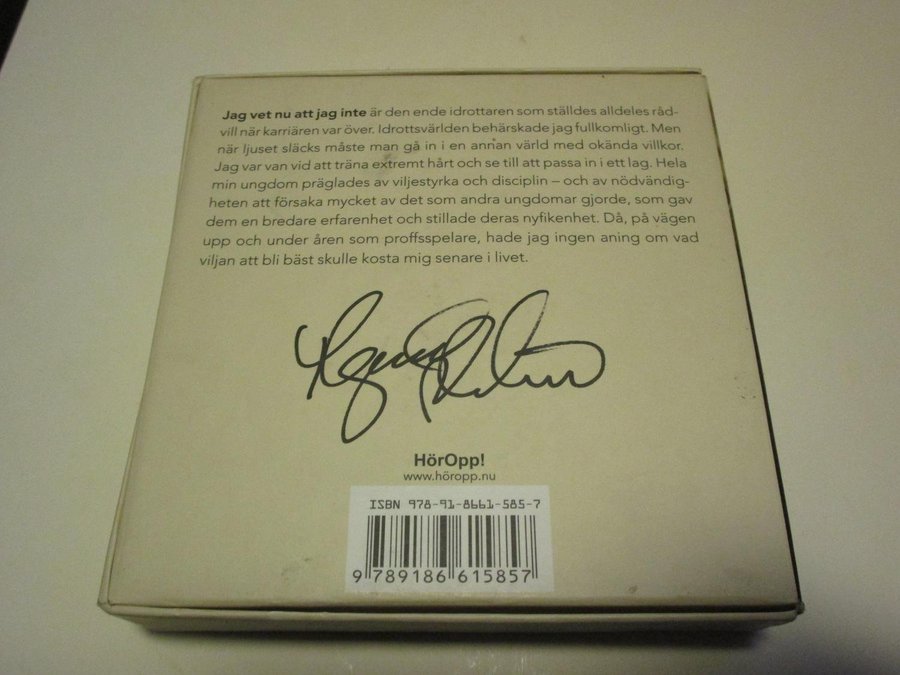 Jag vet nu att jag inte är den ende idrottaren som ställdes alldeles råd-
vill när karriären var över. Idrottsvärlden behärskade jag fullkomligt. Men
när ljuset släcks måste man gå in i en annan värld med okända villkor.
Jag var van vid att träna extremt hårt och se till att passa in i ett lag. Hela
min ungdom präglades av viljestyrka och disciplin – och av nödvändig-
heten att försaka mycket av det som andra ungdomar gjorde, som gav
dem en bredare erfarenhet och stillade deras nyfikenhet. Då, på vägen
upp och under åren som proffsspelare, hade jag ingen aning om vad
viljan att bli bäst skulle kosta mig senare i livet.
HörOpp!
www.höropp.nu
ISBN 978-91-8661-585-7
9 789186 615857